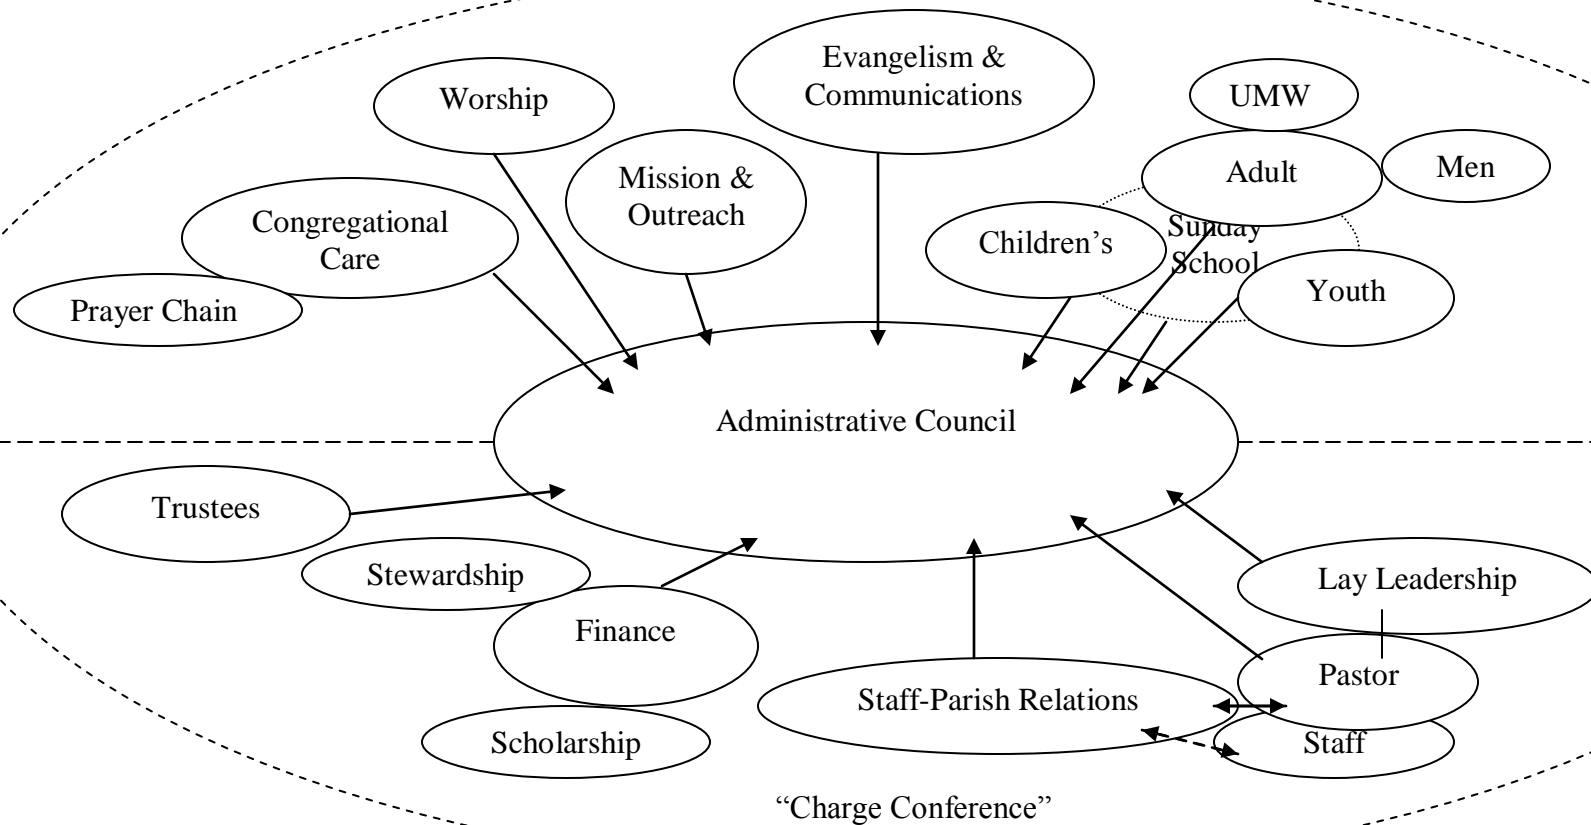 Evangelism &
Communications
Worship
UMW
Mission &
Outreach
Adult
Men
Congregational
Care
Children’s
Sunday
School
Youth
Prayer Chain
Administrative Council
Trustees
Stewardship
Lay Leadership
Finance
Pastor
Staff-Parish Relations
Scholarship
Staff
“Charge Conference”